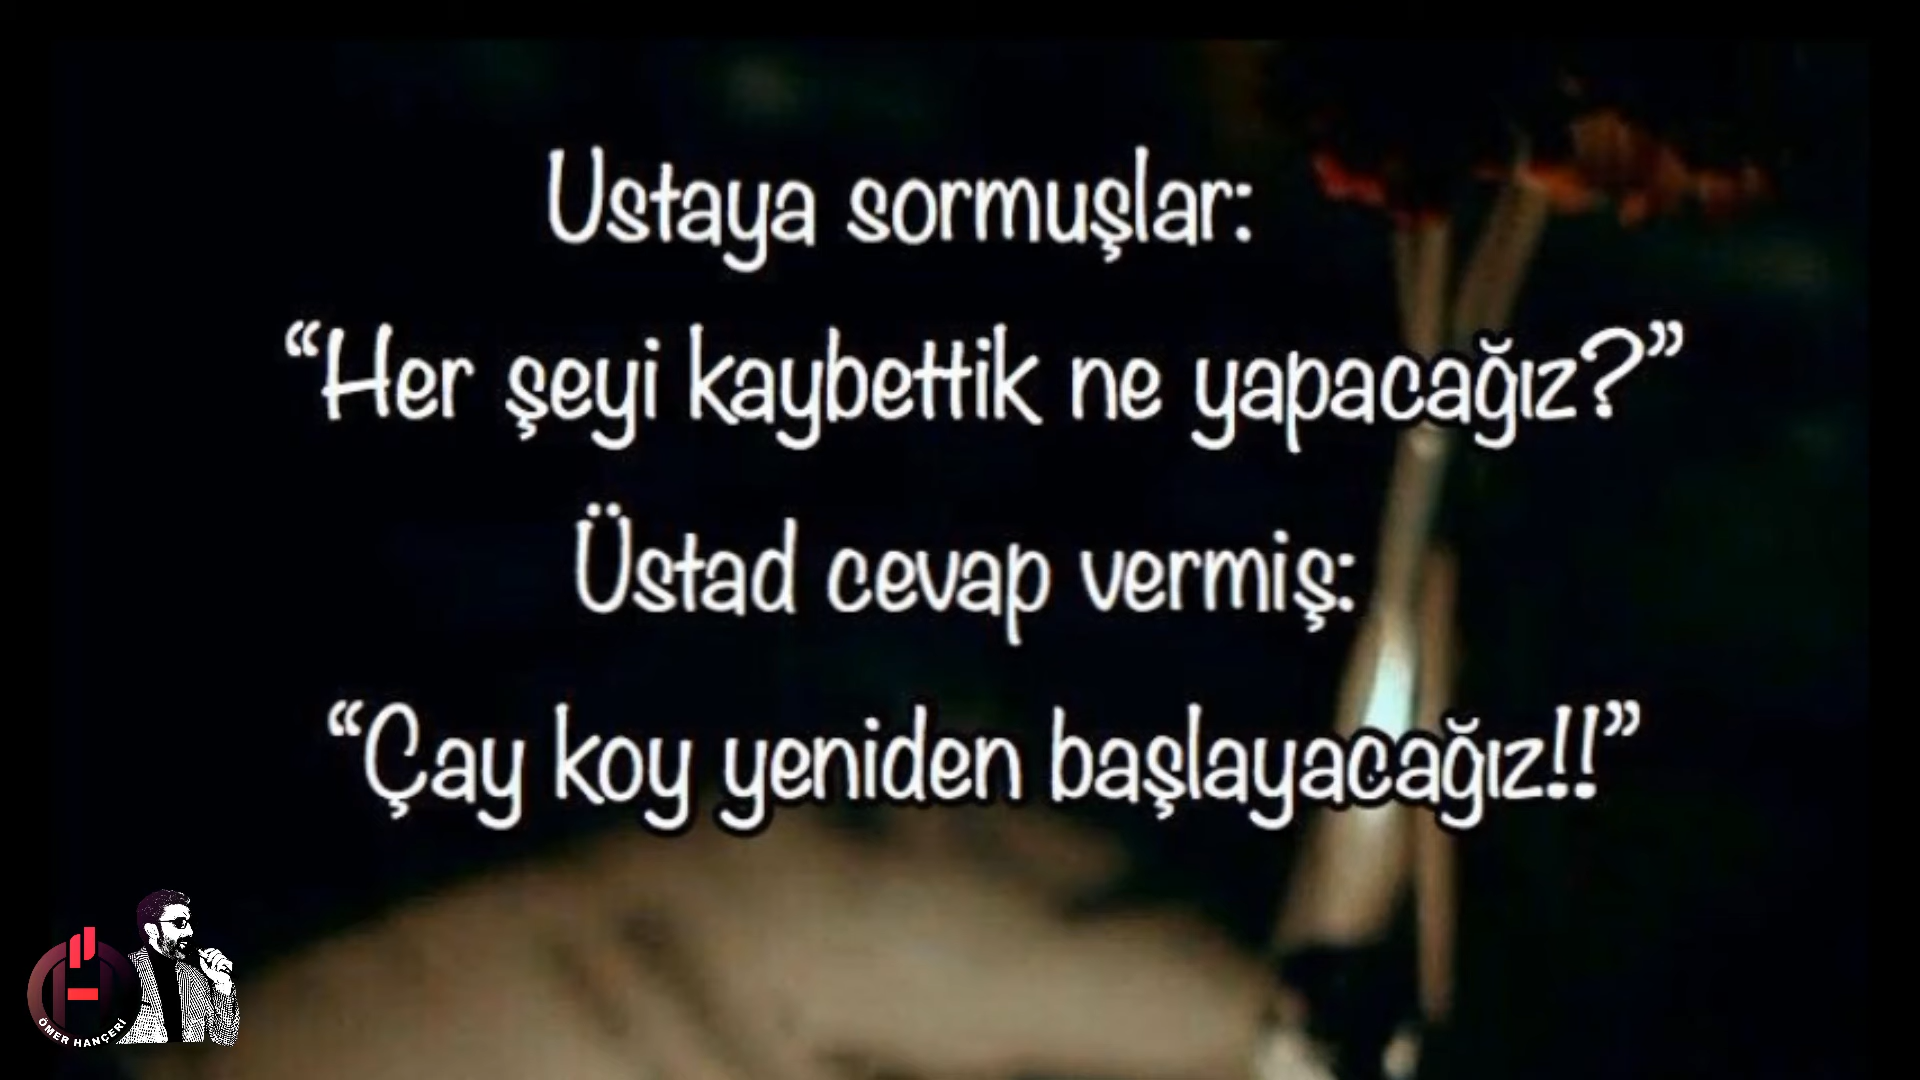 Ustaya sormuşlar:
“Her şeyi kaybettik ne yapacağız?”
Üstad cevap vermiş:
“Çay koy yeniden başlayacağız!!”
ÖMER HANÇERİ